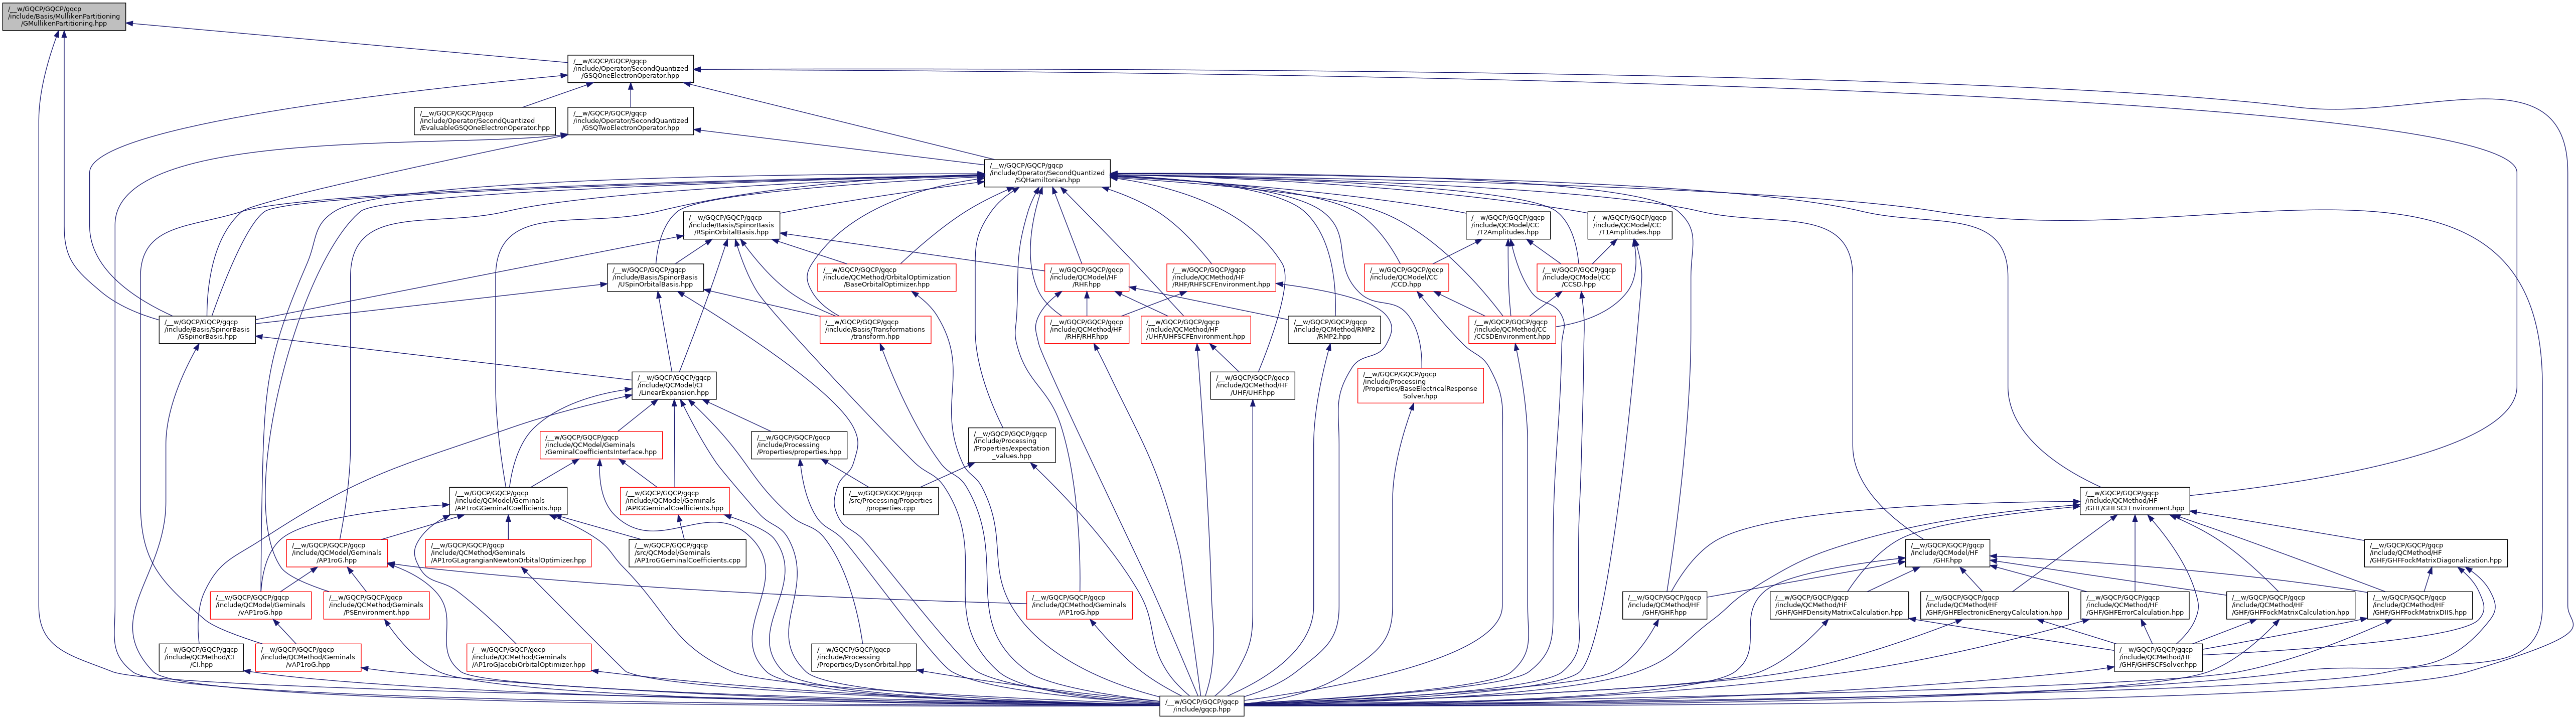 /__w/GQCP/GQCP/gqcp
/include/Basis/MullikenPartitioning
/GMullikenPartitioning.hpp
/__w/GQCP/GQCP/gqcp
/include/Operator/SecondQuantized
/GSQOneElectronOperator.hpp
/__w/GQCP/GQCP/gqcp
/include/Operator/SecondQuantized
/EvaluableGSQOneElectronOperator.hpp
/__w/GQCP/GQCP/gqcp
/include/Operator/SecondQuantized
/GSQTwoElectronOperator.hpp
/__w/GQCP/GQCP/gqcp
/include/Operator/SecondQuantized
/SQHamiltonian.hpp
/__w/GQCP/GQCP/gqcp
/include/Basis/SpinorBasis
/RSpinOrbitalBasis.hpp
/__w/GQCP/GQCP/gqcp
/include/QCModel/CC
/T2Amplitudes.hpp
/__w/GQCP/GQCP/gqcp
/include/QCModel/CC
/T1Amplitudes.hpp
/__w/GQCP/GQCP/gqcp
/include/Basis/SpinorBasis
/USpinOrbitalBasis.hpp
/__w/GQCP/GQCP/gqcp
/include/QCMethod/OrbitalOptimization
/BaseOrbitalOptimizer.hpp
/__w/GQCP/GQCP/gqcp
/include/QCModel/HF
/RHF.hpp
/__w/GQCP/GQCP/gqcp
/include/QCMethod/HF
/RHF/RHFSCFEnvironment.hpp
/__w/GQCP/GQCP/gqcp
/include/QCModel/CC
/CCD.hpp
/__w/GQCP/GQCP/gqcp
/include/QCModel/CC
/CCSD.hpp
/__w/GQCP/GQCP/gqcp
/include/Basis/SpinorBasis
/GSpinorBasis.hpp
/__w/GQCP/GQCP/gqcp
/include/Basis/Transformations
/transform.hpp
/__w/GQCP/GQCP/gqcp
/include/QCMethod/HF
/RHF/RHF.hpp
/__w/GQCP/GQCP/gqcp
/include/QCMethod/HF
/UHF/UHFSCFEnvironment.hpp
/__w/GQCP/GQCP/gqcp
/include/QCMethod/RMP2
/RMP2.hpp
/__w/GQCP/GQCP/gqcp
/include/QCMethod/CC
/CCSDEnvironment.hpp
/__w/GQCP/GQCP/gqcp
/include/QCModel/CI
/LinearExpansion.hpp
/__w/GQCP/GQCP/gqcp
/include/QCMethod/HF
/UHF/UHF.hpp
/__w/GQCP/GQCP/gqcp
/include/Processing
/Properties/BaseElectricalResponse
Solver.hpp
/__w/GQCP/GQCP/gqcp
/include/QCModel/Geminals
/GeminalCoefficientsInterface.hpp
/__w/GQCP/GQCP/gqcp
/include/Processing
/Properties/properties.hpp
/__w/GQCP/GQCP/gqcp
/include/Processing
/Properties/expectation
_values.hpp
/__w/GQCP/GQCP/gqcp
/include/QCModel/Geminals
/AP1roGGeminalCoefficients.hpp
/__w/GQCP/GQCP/gqcp
/include/QCModel/Geminals
/APIGGeminalCoefficients.hpp
/__w/GQCP/GQCP/gqcp
/src/Processing/Properties
/properties.cpp
/__w/GQCP/GQCP/gqcp
/include/QCMethod/HF
/GHF/GHFSCFEnvironment.hpp
/__w/GQCP/GQCP/gqcp
/include/QCModel/Geminals
/AP1roG.hpp
/__w/GQCP/GQCP/gqcp
/include/QCMethod/Geminals
/AP1roGLagrangianNewtonOrbitalOptimizer.hpp
/__w/GQCP/GQCP/gqcp
/src/QCModel/Geminals
/AP1roGGeminalCoefficients.cpp
/__w/GQCP/GQCP/gqcp
/include/QCModel/HF
/GHF.hpp
/__w/GQCP/GQCP/gqcp
/include/QCMethod/HF
/GHF/GHFFockMatrixDiagonalization.hpp
/__w/GQCP/GQCP/gqcp
/include/QCModel/Geminals
/vAP1roG.hpp
/__w/GQCP/GQCP/gqcp
/include/QCMethod/Geminals
/PSEnvironment.hpp
/__w/GQCP/GQCP/gqcp
/include/QCMethod/Geminals
/AP1roG.hpp
/__w/GQCP/GQCP/gqcp
/include/QCMethod/HF
/GHF/GHF.hpp
/__w/GQCP/GQCP/gqcp
/include/QCMethod/HF
/GHF/GHFDensityMatrixCalculation.hpp
/__w/GQCP/GQCP/gqcp
/include/QCMethod/HF
/GHF/GHFElectronicEnergyCalculation.hpp
/__w/GQCP/GQCP/gqcp
/include/QCMethod/HF
/GHF/GHFErrorCalculation.hpp
/__w/GQCP/GQCP/gqcp
/include/QCMethod/HF
/GHF/GHFFockMatrixCalculation.hpp
/__w/GQCP/GQCP/gqcp
/include/QCMethod/HF
/GHF/GHFFockMatrixDIIS.hpp
/__w/GQCP/GQCP/gqcp
/include/QCMethod/CI
/CI.hpp
/__w/GQCP/GQCP/gqcp
/include/QCMethod/Geminals
/vAP1roG.hpp
/__w/GQCP/GQCP/gqcp
/include/QCMethod/Geminals
/AP1roGJacobiOrbitalOptimizer.hpp
/__w/GQCP/GQCP/gqcp
/include/Processing
/Properties/DysonOrbital.hpp
/__w/GQCP/GQCP/gqcp
/include/QCMethod/HF
/GHF/GHFSCFSolver.hpp
/__w/GQCP/GQCP/gqcp
/include/gqcp.hpp